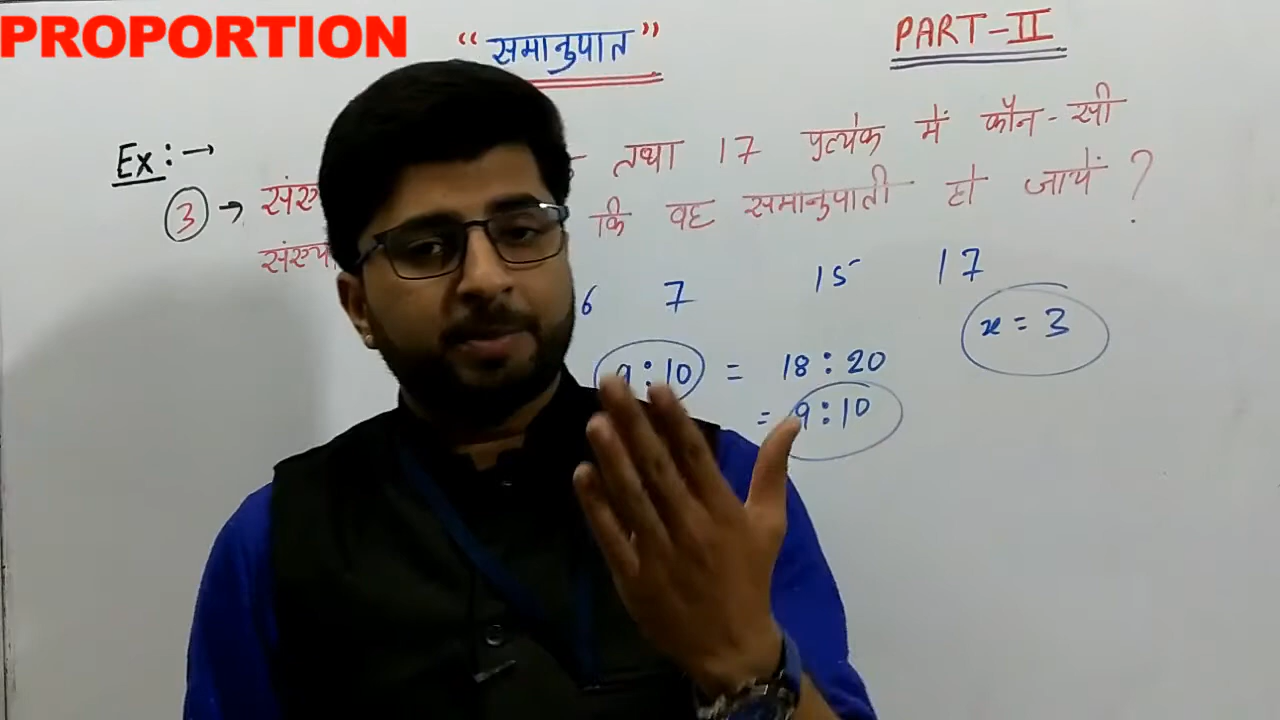 PROPORTION
“समानुपात”
PART-II
Ex:→
③→ तथा 17 प्रत्येक में कौन-सी
कि वह समानुपाती हो जायें ?
6 7 15 17
x = 3
9:10 = 18:20
= 9:10